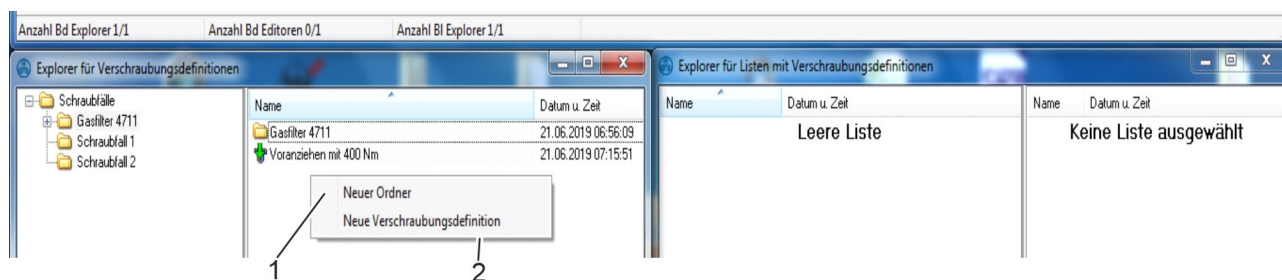 Anzahl Bd Explorer 1/1 Anzahl Bd Editoren 0/1 Anzahl Bl Explorer 1/1
Explorer für Verschraubungsdefinitionen
Schraubfälle
Gasfilter 4711
Schraubfall 1
Schraubfall 2
Name Datum u. Zeit
Gasfilter 4711 21.06.2019 06:56:09
Voranziehen mit 400 Nm 21.06.2019 07:15:51
Neuer Ordner
Neue Verschraubungsdefinition
1 2
Explorer für Listen mit Verschraubungsdefinitionen
Name Datum u. Zeit
Leere Liste
Name Datum u. Zeit
Keine Liste ausgewählt